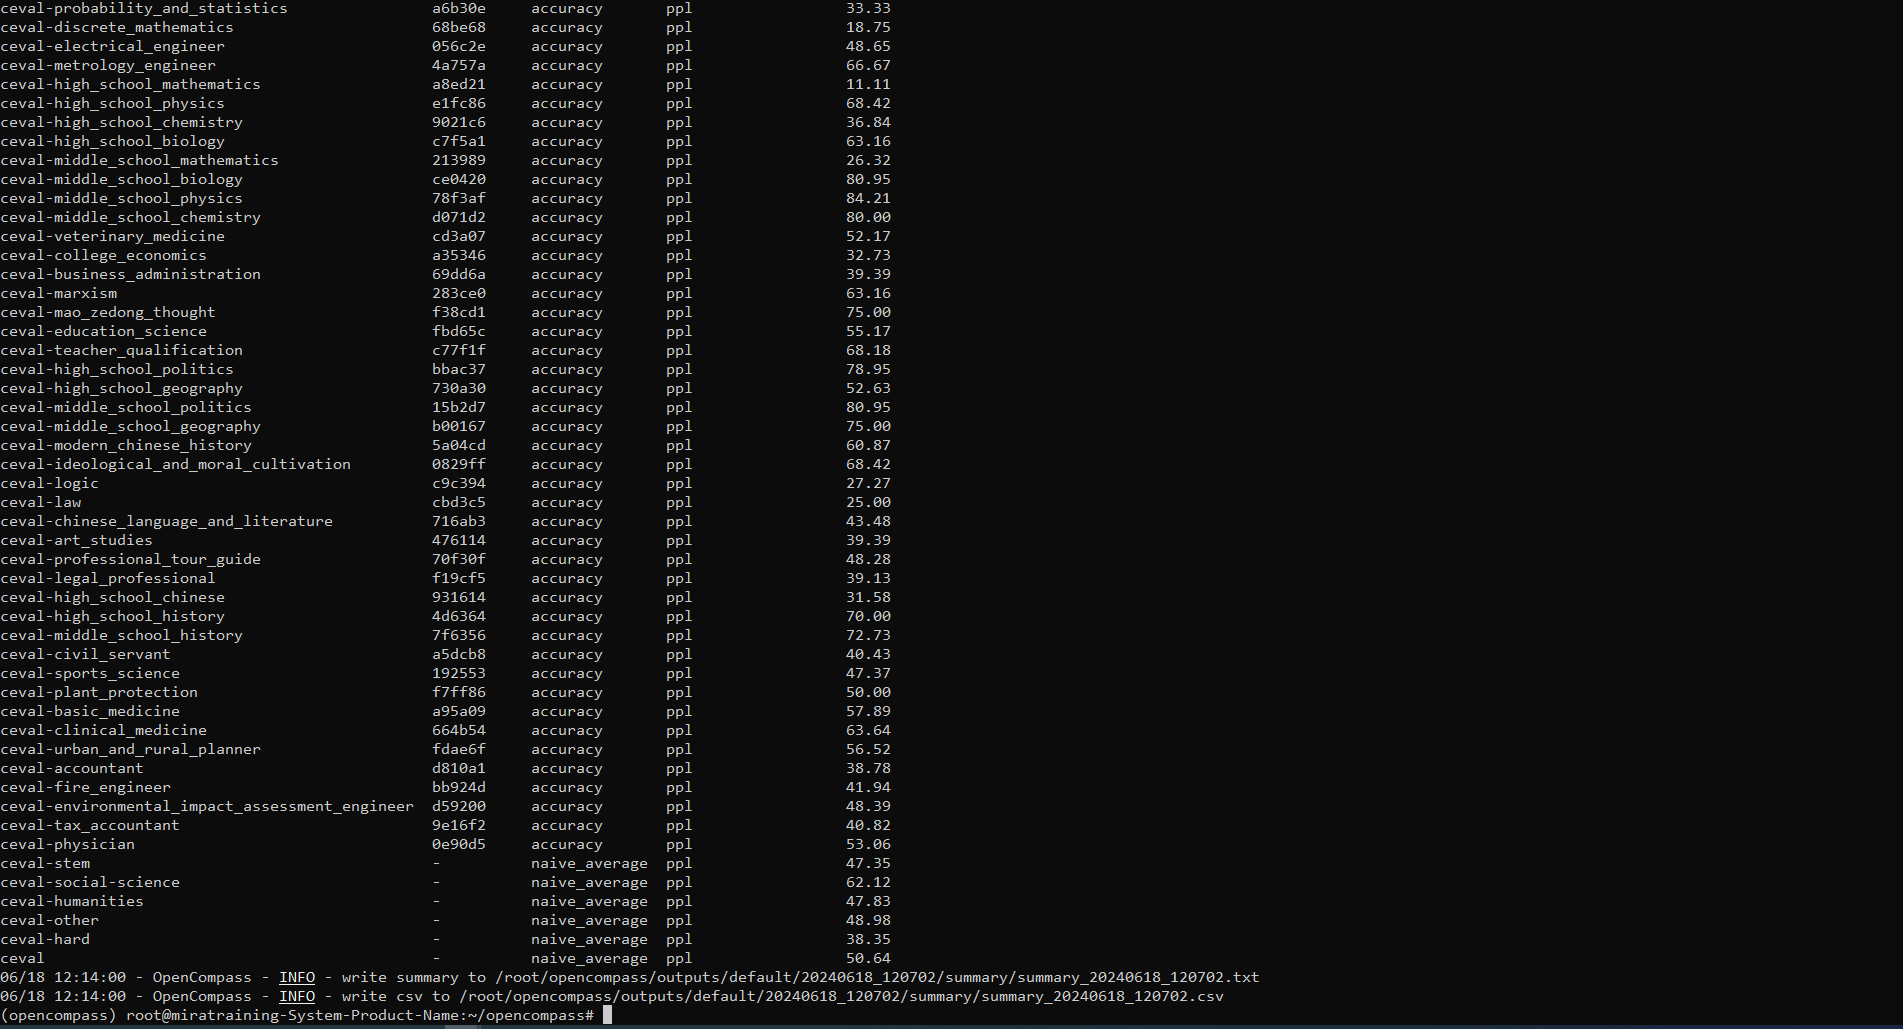 ceval-probability_and_statistics a6b30e accuracy ppl 33.33
ceval-discrete_mathematics 68be68 accuracy ppl 18.75
ceval-electrical_engineer 056c2e accuracy ppl 48.65
ceval-metrology_engineer 4a757a accuracy ppl 66.67
ceval-high_school_mathematics a8ed21 accuracy ppl 11.11
ceval-high_school_physics e1fc86 accuracy ppl 68.42
ceval-high_school_chemistry 9021c6 accuracy ppl 36.84
ceval-high_school_biology c7f5a1 accuracy ppl 63.16
ceval-middle_school_mathematics 213989 accuracy ppl 26.32
ceval-middle_school_biology ce0420 accuracy ppl 80.95
ceval-middle_school_physics 78f3af accuracy ppl 84.21
ceval-middle_school_chemistry d071d2 accuracy ppl 80.00
ceval-veterinary_medicine cd3a07 accuracy ppl 52.17
ceval-college_economics a35346 accuracy ppl 32.73
ceval-business_administration 69dd6a accuracy ppl 39.39
ceval-marxism 283ce0 accuracy ppl 63.16
ceval-mao_zedong_thought f38cd1 accuracy ppl 75.00
ceval-education_science fbd65c accuracy ppl 55.17
ceval-teacher_qualification c77f1f accuracy ppl 68.18
ceval-high_school_politics bbac37 accuracy ppl 78.95
ceval-high_school_geography 730a30 accuracy ppl 52.63
ceval-middle_school_politics 15b2d7 accuracy ppl 80.95
ceval-middle_school_geography b00167 accuracy ppl 75.00
ceval-modern_chinese_history 5a04cd accuracy ppl 60.87
ceval-ideological_and_moral_cultivation 0829ff accuracy ppl 68.42
ceval-logic c9c394 accuracy ppl 27.27
ceval-law cbd3c5 accuracy ppl 25.00
ceval-chinese_language_and_literature 716ab3 accuracy ppl 43.48
ceval-art_studies 476114 accuracy ppl 39.39
ceval-professional_tour_guide 70f30f accuracy ppl 48.28
ceval-legal_professional f19cf5 accuracy ppl 39.13
ceval-high_school_chinese 931614 accuracy ppl 31.58
ceval-high_school_history 4d6364 accuracy ppl 70.00
ceval-middle_school_history 7f6356 accuracy ppl 72.73
ceval-civil_servant a5dcb8 accuracy ppl 40.43
ceval-sports_science 192553 accuracy ppl 47.37
ceval-plant_protection f7ff86 accuracy ppl 50.00
ceval-basic_medicine a95a09 accuracy ppl 57.89
ceval-clinical_medicine 664b54 accuracy ppl 63.64
ceval-urban_and_rural_planner fdae6f accuracy ppl 56.52
ceval-accountant d810a1 accuracy ppl 38.78
ceval-fire_engineer bb924d accuracy ppl 41.94
ceval-environmental_impact_assessment_engineer d59200 accuracy ppl 48.39
ceval-tax_accountant 9e16f2 accuracy ppl 40.82
ceval-physician 0e90d5 accuracy ppl 53.06
ceval-stem - naive_average ppl 47.35
ceval-social-science - naive_average ppl 62.12
ceval-humanities - naive_average ppl 47.83
ceval-other - naive_average ppl 48.98
ceval-hard - naive_average ppl 38.35
ceval - naive_average ppl 50.64
06/18 12:14:00 - OpenCompass - INFO - write summary to /root/opencompass/outputs/default/20240618_120702/summary/summary_20240618_120702.txt
06/18 12:14:00 - OpenCompass - INFO - write csv to /root/opencompass/outputs/default/20240618_120702/summary/summary_20240618_120702.csv
(opencompass) root@miratraining-System-Product-Name:~/opencompass#